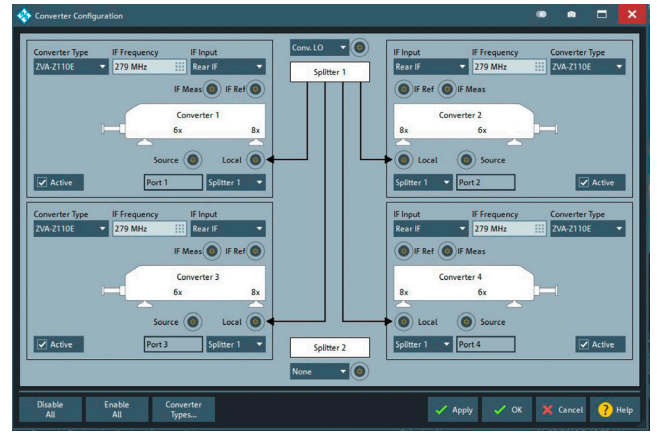 Converter Configuration
Converter Type IF Frequency IF Input
ZVA-Z110E 279 MHz Rear IF
IF Meas IF Ref
Converter 1
6x 8x
Source Local
Active Port 1 Splitter 1
Conv. LO
Splitter 1
IF Input IF Frequency Converter Type
Rear IF 279 MHz ZVA-Z110E
IF Ref IF Meas
Converter 2
8x 6x
Local Source
Splitter 1 Port 2 Active
Converter Type IF Frequency IF Input
ZVA-Z110E 279 MHz Rear IF
IF Meas IF Ref
Converter 3
6x 8x
Source Local
Active Port 3 Splitter 1
IF Input IF Frequency Converter Type
Rear IF 279 MHz ZVA-Z110E
IF Ref IF Meas
Converter 4
8x 6x
Local Source
Splitter 1 Port 4 Active
Splitter 2
None
Disable All
Enable All
Converter Types...
Apply OK Cancel ? Help